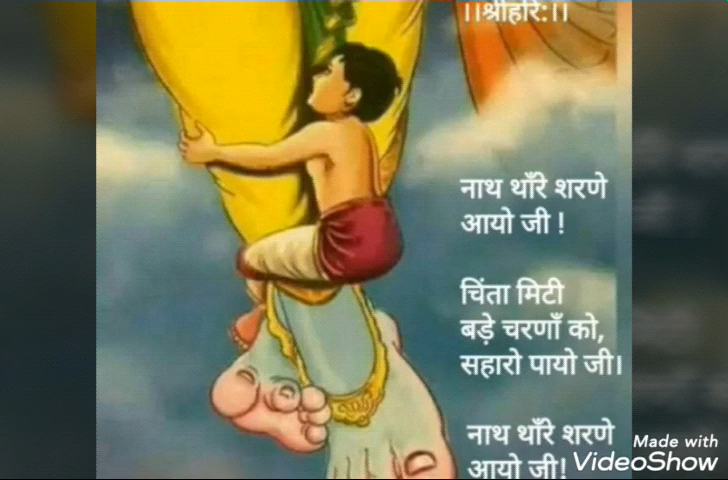 ।।श्रीहरि:।।
नाथ थाँरे शरणे
आयो जी !
चिंता मिटी
बड़े चरणाँ को,
सहारो पायो जी।
नाथ थाँरे शरणे
आयो जी!
Made with
VideoShow